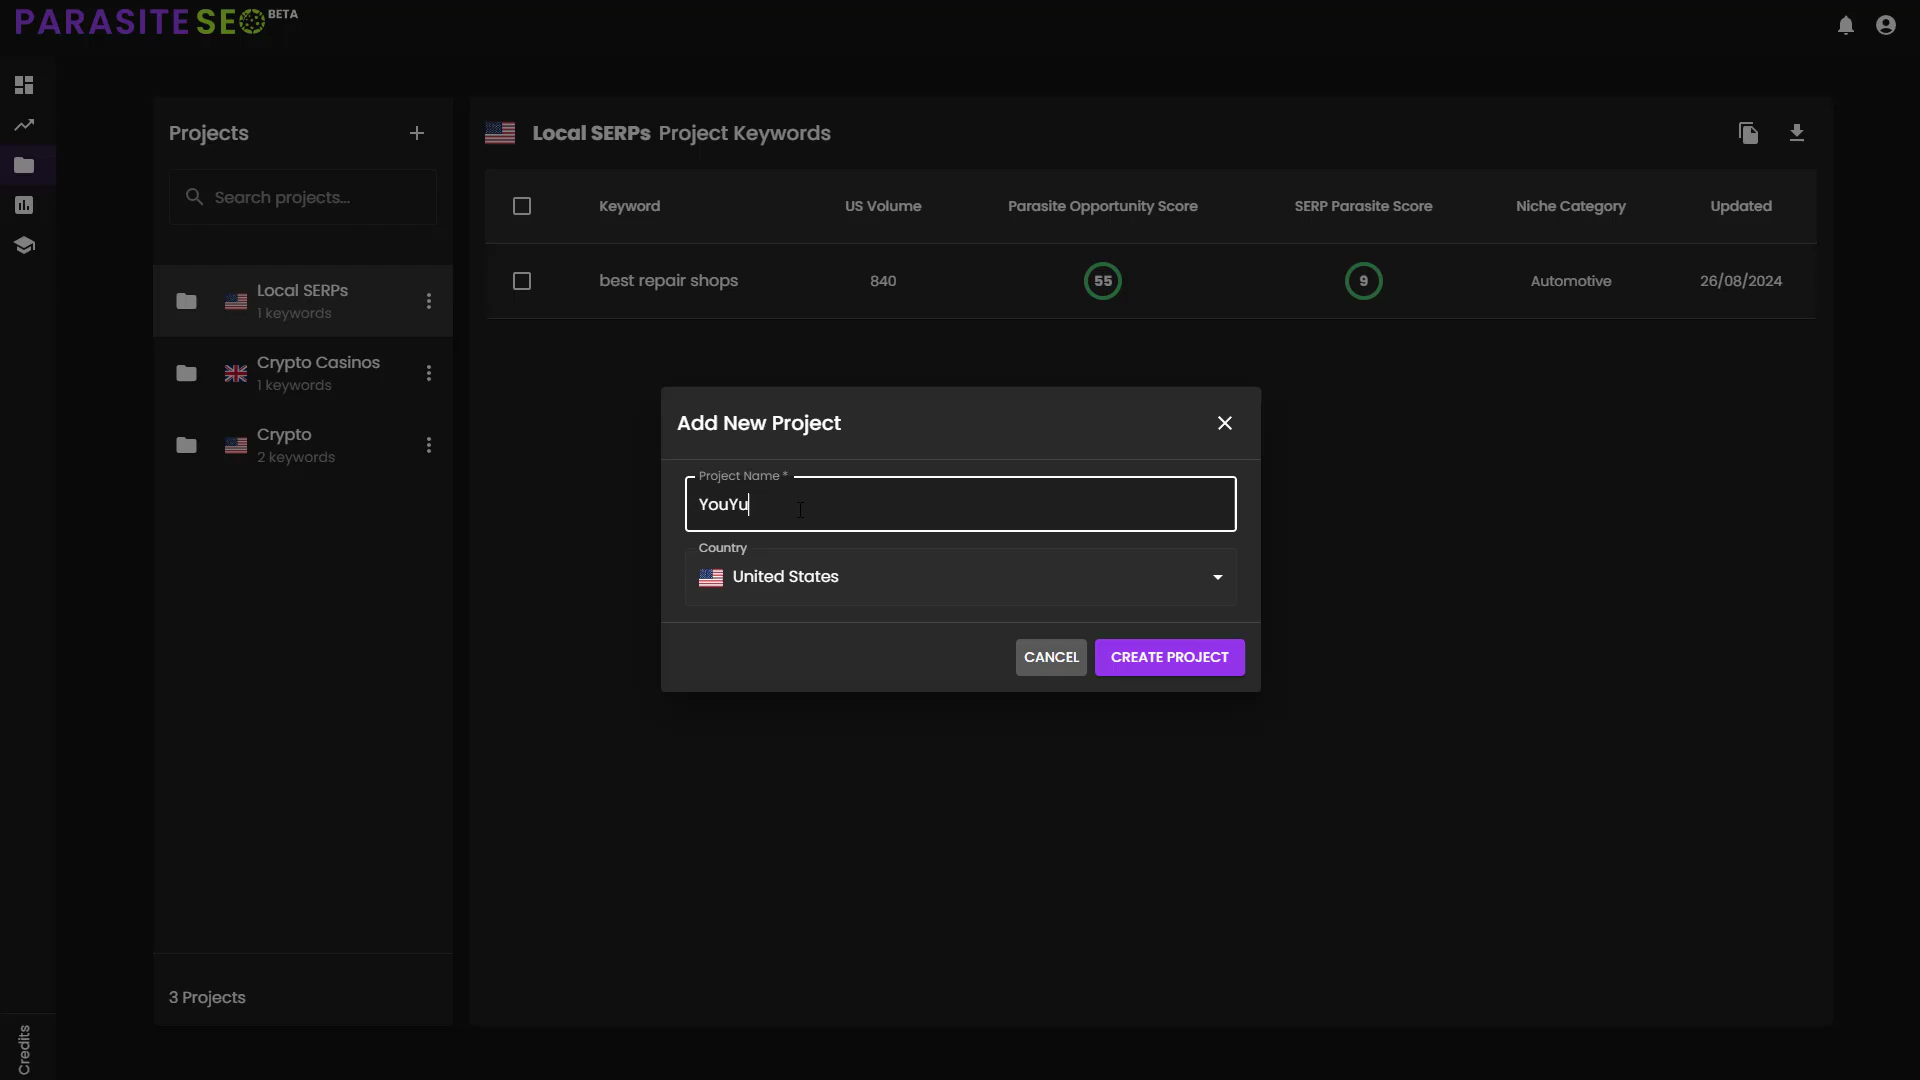 PARASITE SEO BETA
Projects
Search projects...
Local SERPs
1 keywords
Crypto Casinos
1 keywords
Crypto
2 keywords
3 Projects
Credits
Local SERPs Project Keywords
Keyword US Volume Parasite Opportunity Score SERP Parasite Score Niche Category Updated
best repair shops 840 55 9 Automotive 26/08/2024
Add New Project
Project Name *
YouYu
Country
United States
CANCEL CREATE PROJECT